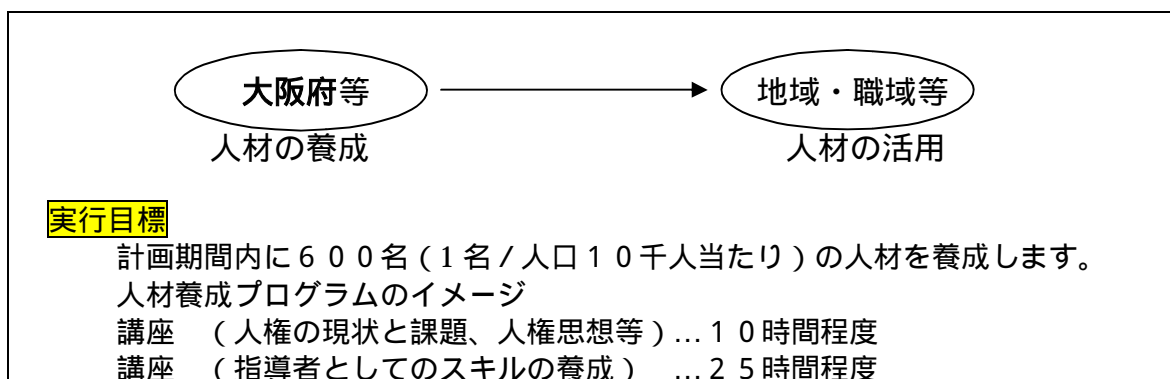 大阪府等
地域・職域等
人材の養成
人材の活用
実行目標
計画期間内に６００名（1名／人口１０千人当たり）の人材を養成します。
人材養成プログラムのイメージ
講座　（人権の現状と課題、人権思想等）…１０時間程度
講座　（指導者としてのスキルの養成）　…２５時間程度